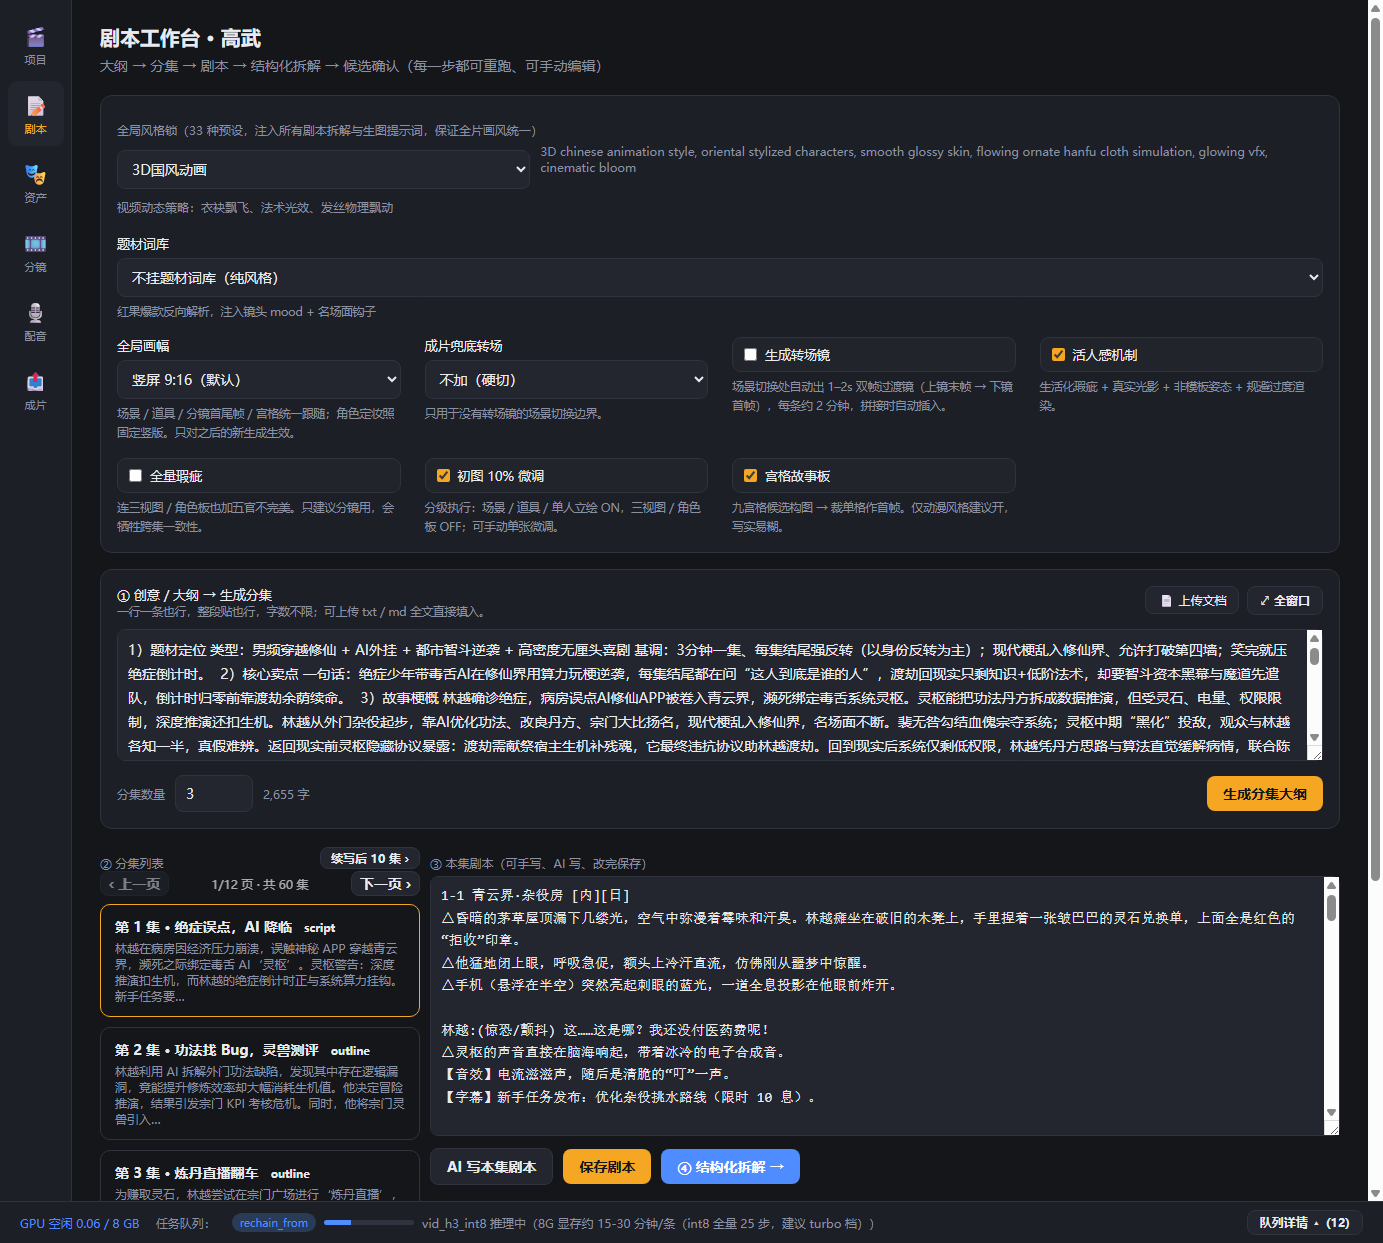 项目
剧本
资产
分镜
配音
成片
剧本工作台 • 高武
大纲 → 分集 → 剧本 → 结构化拆解 → 候选确认（每一步都可重跑、可手动编辑）
全局风格锁（33 种预设，注入所有剧本拆解与生图提示词，保证全片画风统一）
3D国风动画
3D chinese animation style, oriental stylized characters, smooth glossy skin, flowing ornate hanfu cloth simulation, glowing vfx,
cinematic bloom
视频动态策略：衣袂飘飞、法术光效、发丝物理飘动
题材词库
不挂题材词库（纯风格）
红果爆款反向解析，注入镜头 mood + 名场面钩子
全局画幅
竖屏 9:16（默认）
场景 / 道具 / 分镜首尾帧 / 宫格统一跟随；角色定妆照
固定竖版。只对之后的新生成生效。
成片兜底转场
不加（硬切）
只用于没有转场镜的场景切换边界。
生成转场镜
场景切换处自动出 1–2s 双帧过渡镜（上镜末帧 → 下镜
首帧），每条约 2 分钟，拼接时自动插入。
活人感机制
生活化瑕疵 + 真实光影 + 非模板姿态 + 规避过度渲
染。
全量瑕疵
连三视图 / 角色板也加五官不完美。只建议分镜用，会
牺牲跨集一致性。
初图 10% 微调
分级执行：场景 / 道具 / 单人立绘 ON，三视图 / 角色
板 OFF；可手动单张微调。
宫格故事板
九宫格候选构图 → 裁单格作首帧。仅动漫风格建议开，
写实易糊。
① 创意 / 大纲 → 生成分集
一行一条也行，整段贴也行，字数不限；可上传 txt / md 全文直接填入。
上传文档
⤢ 全窗口
1）题材定位 类型：男频穿越修仙 + AI外挂 + 都市智斗逆袭 + 高密度无厘头喜剧 基调：3分钟一集、每集结尾强反转（以身份反转为主）；现代梗乱入修仙界、允许打破第四墙；笑完就压
绝症倒计时。 2）核心卖点 一句话：绝症少年带毒舌AI在修仙界用算力玩梗逆袭，每集结尾都在问“这人到底是谁的人”，渡劫回现实只剩知识+低阶法术，却要智斗资本黑幕与魔道先遣
队，倒计时归零前靠渡劫余荫续命。 3）故事梗概 林越确诊绝症，病房误点AI修仙APP被卷入青云界，濒死绑定毒舌系统灵枢。灵枢能把功法丹方拆成数据推演，但受灵石、电量、权限限
制，深度推演还扣生机。林越从外门杂役起步，靠AI优化功法、改良丹方、宗门大比扬名，现代梗乱入修仙界，名场面不断。裴无咎勾结血傀宗夺系统；灵枢中期“黑化”投敌，观众与林越
各知一半，真假难辨。返回现实前灵枢隐藏协议暴露：渡劫需献祭宿主生机补残魂，它最终违抗协议助林越渡劫。回到现实后系统仅剩低权限，林越凭丹方思路与算法直觉缓解病情，联合陈
分集数量
3
2,655 字
生成分集大纲
② 分集列表
续写后 10 集 ›
‹ 上一页
1/12 页 · 共 60 集
下一页 ›
第 1 集 • 绝症误点，AI 降临 script
林越在病房因经济压力崩溃，误触神秘 APP 穿越青云
界，濒死之际绑定毒舌 AI‘灵枢’。灵枢警告：深度
推演扣生机，而林越的绝症倒计时正与系统算力挂钩。
新手任务要...
第 2 集 • 功法找 Bug，灵兽测评 outline
林越利用 AI 拆解外门功法缺陷，发现其中存在逻辑漏
洞，竟能提升修炼效率却大幅消耗生机值。他决定冒险
推演，结果引发宗门 KPI 考核危机。同时，他将宗门灵
兽引入...
第 3 集 • 炼丹直播翻车 outline
为赚取灵石，林越尝试在宗门广场进行‘炼丹直播’，
③ 本集剧本（可手写、AI 写、改完保存）
1-1 青云界·杂役房 [内][日]
△昏暗的茅草屋顶漏下几缕光，空气中弥漫着霉味和汗臭。林越瘫坐在破旧的木凳上，手里捏着一张皱巴巴的灵石兑换单，上面全是红色的
“拒收”印章。
△他猛地闭上眼，呼吸急促，额头上冷汗直流，仿佛刚从噩梦中惊醒。
△手机（悬浮在半空）突然亮起刺眼的蓝光，一道全息投影在他眼前炸开。
林越:(惊恐/颤抖) 这……这是哪? 我还没付医药费呢!
△灵枢的声音直接在脑海响起，带着冰冷的电子合成音。
【音效】电流滋滋声，随后是清脆的“叮”一声。
【字幕】新手任务发布：优化杂役挑水路线（限时 10 息）。
AI 写本集剧本
保存剧本
④ 结构化拆解 →
GPU 空闲 0.06 / 8 GB
任务队列：
rechain_from
vid_h3_int8 推理中（8G 显存约 15-30 分钟/条（int8 全量 25 步，建议 turbo 档））
队列详情 ▴ (12)